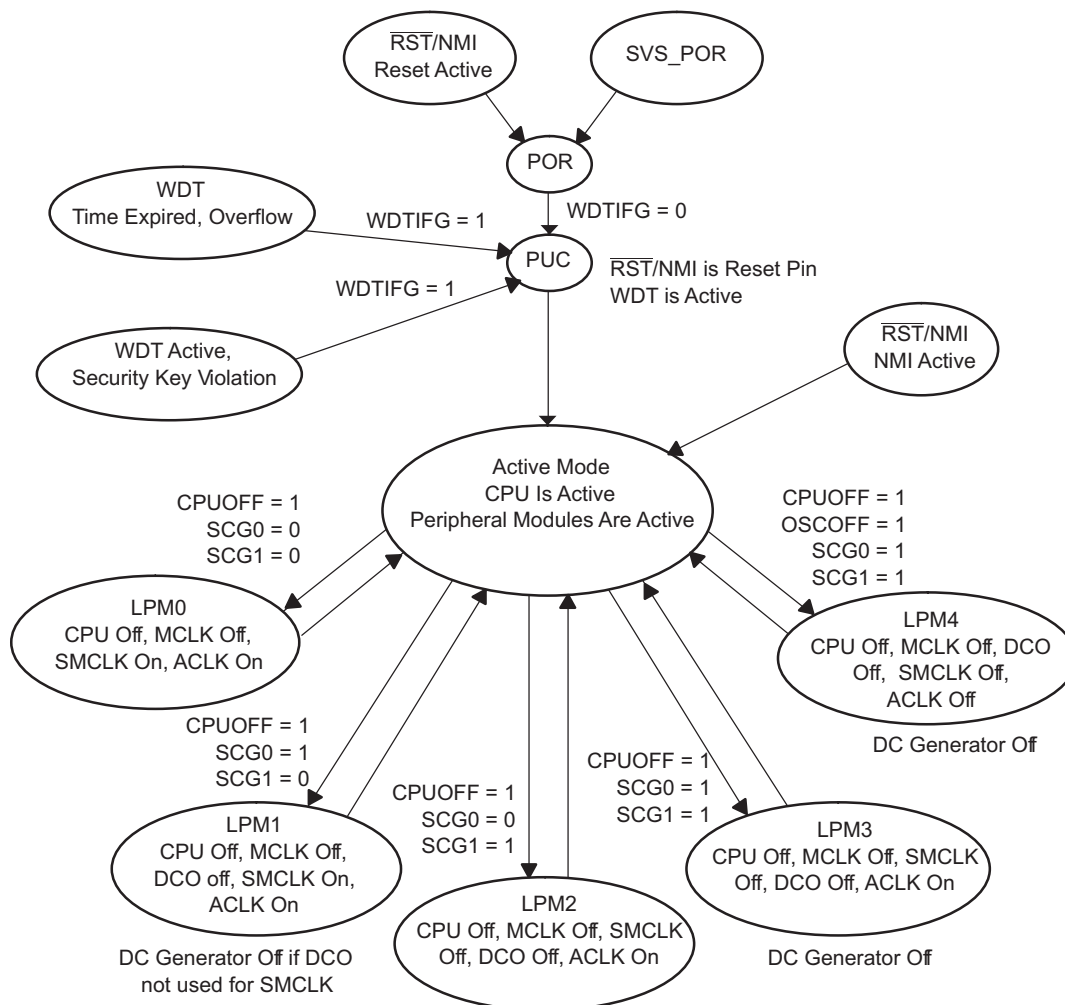 RST/NMI
Reset Active
SVS_POR
POR
WDT
Time Expired, Overflow
WDTIFG = 1
WDTIFG = 0
PUC
RST/NMI is Reset Pin
WDT is Active
WDTIFG = 1
WDT Active,
Security Key Violation
RST/NMI
NMI Active
Active Mode
CPU Is Active
Peripheral Modules Are Active
CPUOFF = 1
SCG0 = 0
SCG1 = 0
CPUOFF = 1
OSCOFF = 1
SCG0 = 1
SCG1 = 1
LPM0
CPU Off, MCLK Off,
SMCLK On, ACLK On
LPM4
CPU Off, MCLK Off, DCO
Off, SMCLK Off,
ACLK Off
DC Generator Off
CPUOFF = 1
SCG0 = 1
SCG1 = 0
CPUOFF = 1
SCG0 = 0
SCG1 = 1
CPUOFF = 1
SCG0 = 1
SCG1 = 1
LPM1
CPU Off, MCLK Off,
DCO off, SMCLK On,
ACLK On
DC Generator Off if DCO
not used for SMCLK
LPM2
CPU Off, MCLK Off, SMCLK
Off, DCO Off, ACLK On
LPM3
CPU Off, MCLK Off, SMCLK
Off, DCO Off, ACLK On
DC Generator Off